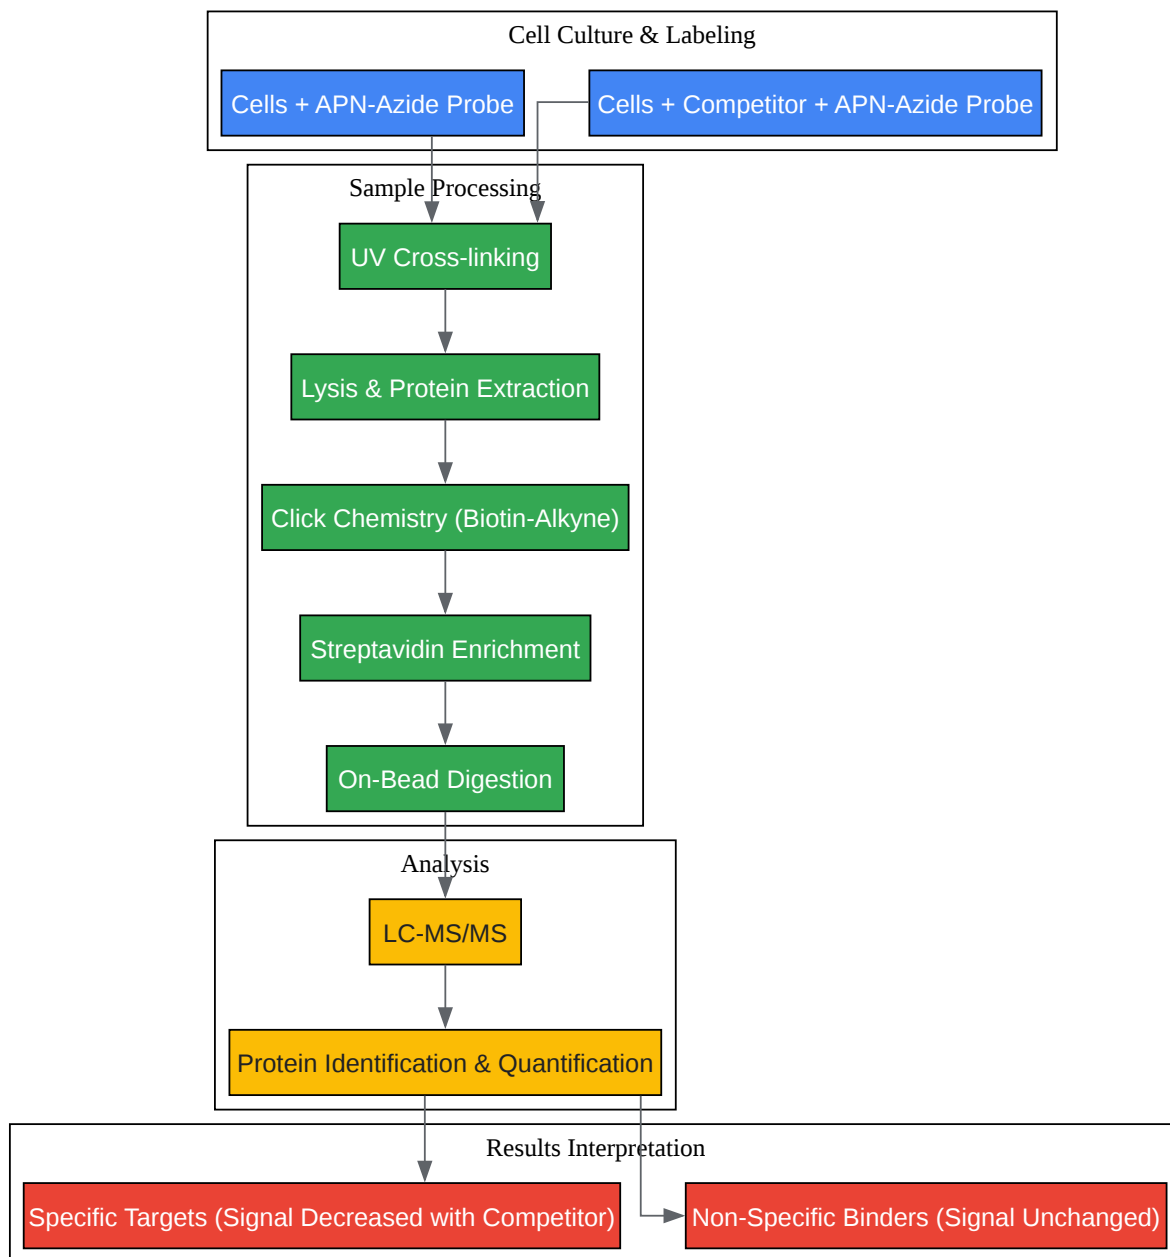 Cell Culture & Labeling
Cells + APN-Azide Probe
Cells + Competitor + APN-Azide Probe
Sample Processing
UV Cross-linking
Lysis & Protein Extraction
Click Chemistry (Biotin-Alkyne)
Streptavidin Enrichment
On-Bead Digestion
Analysis
LC-MS/MS
Protein Identification & Quantification
Results Interpretation
Specific Targets (Signal Decreased with Competitor)
Non-Specific Binders (Signal Unchanged)